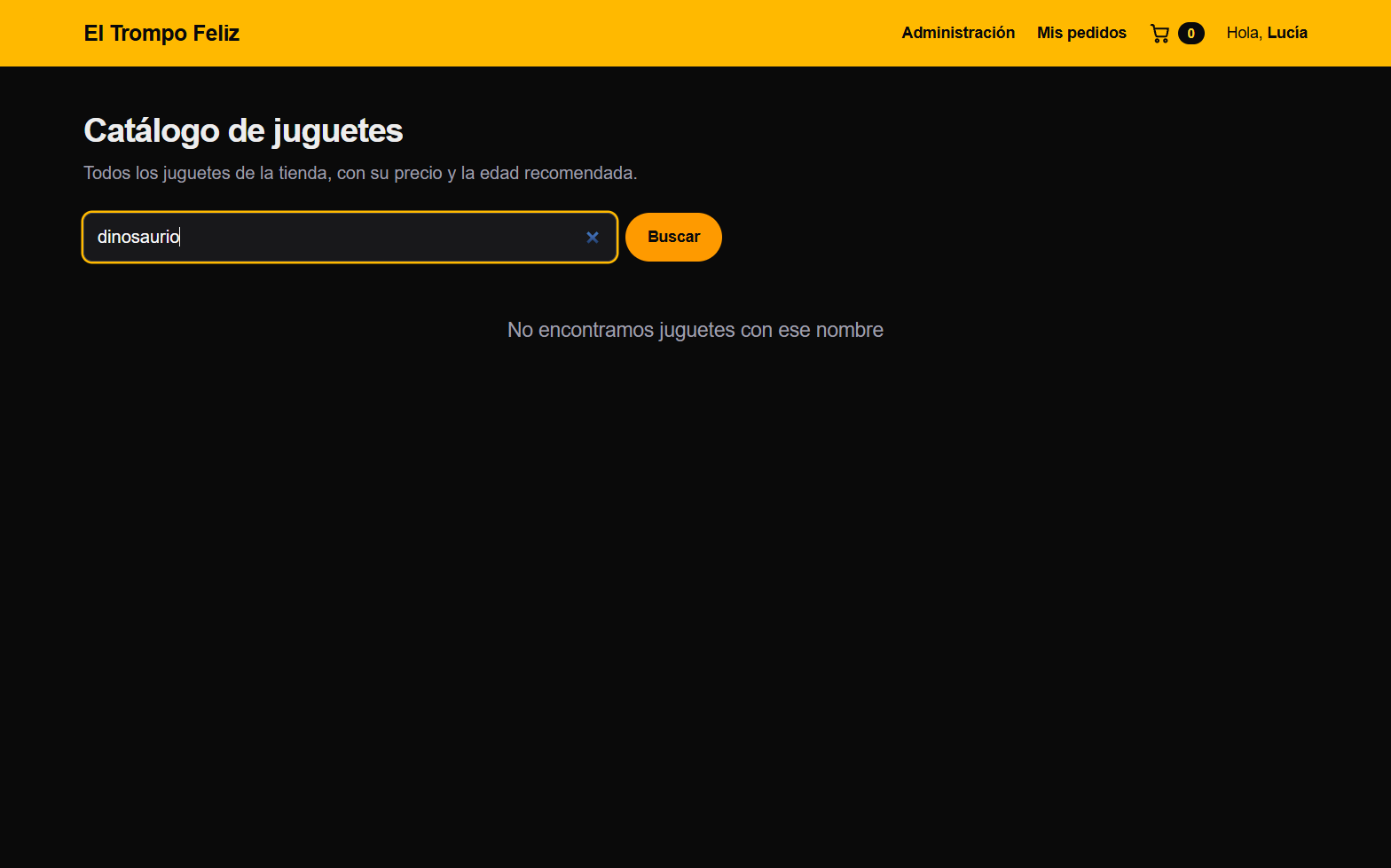 El Trompo Feliz
Administración
Mis pedidos
0
Hola, Lucía
Catálogo de juguetes
Todos los juguetes de la tienda, con su precio y la edad recomendada.
dinosaurio
Buscar
No encontramos juguetes con ese nombre